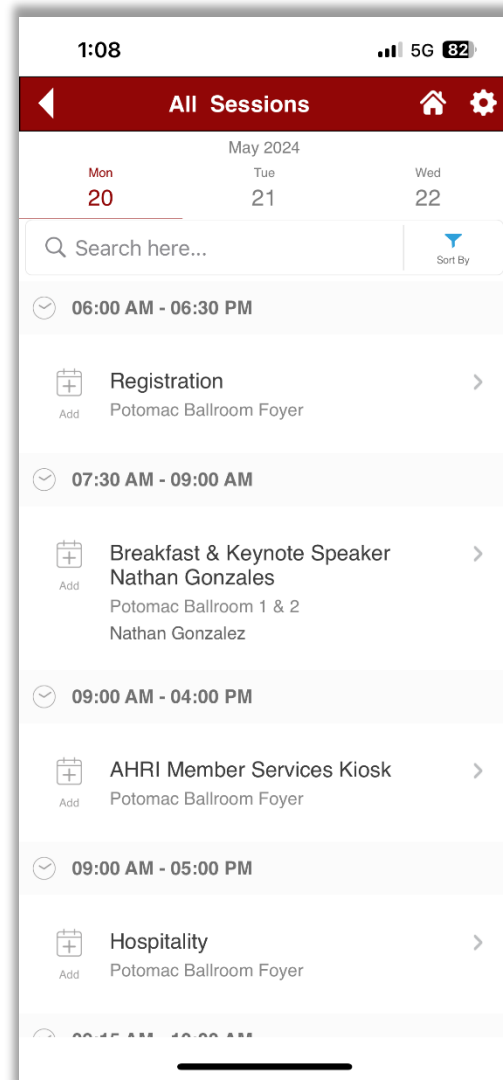 1:08 5G 82
All Sessions
May 2024
Mon Tue Wed
20 21 22
Search here...
Sort By
06:00 AM - 06:30 PM
Registration
Add Potomac Ballroom Foyer
07:30 AM - 09:00 AM
Breakfast & Keynote Speaker
Add Nathan Gonzales
Potomac Ballroom 1 & 2
Nathan Gonzalez
09:00 AM - 04:00 PM
AHRI Member Services Kiosk
Add Potomac Ballroom Foyer
09:00 AM - 05:00 PM
Hospitality
Add Potomac Ballroom Foyer